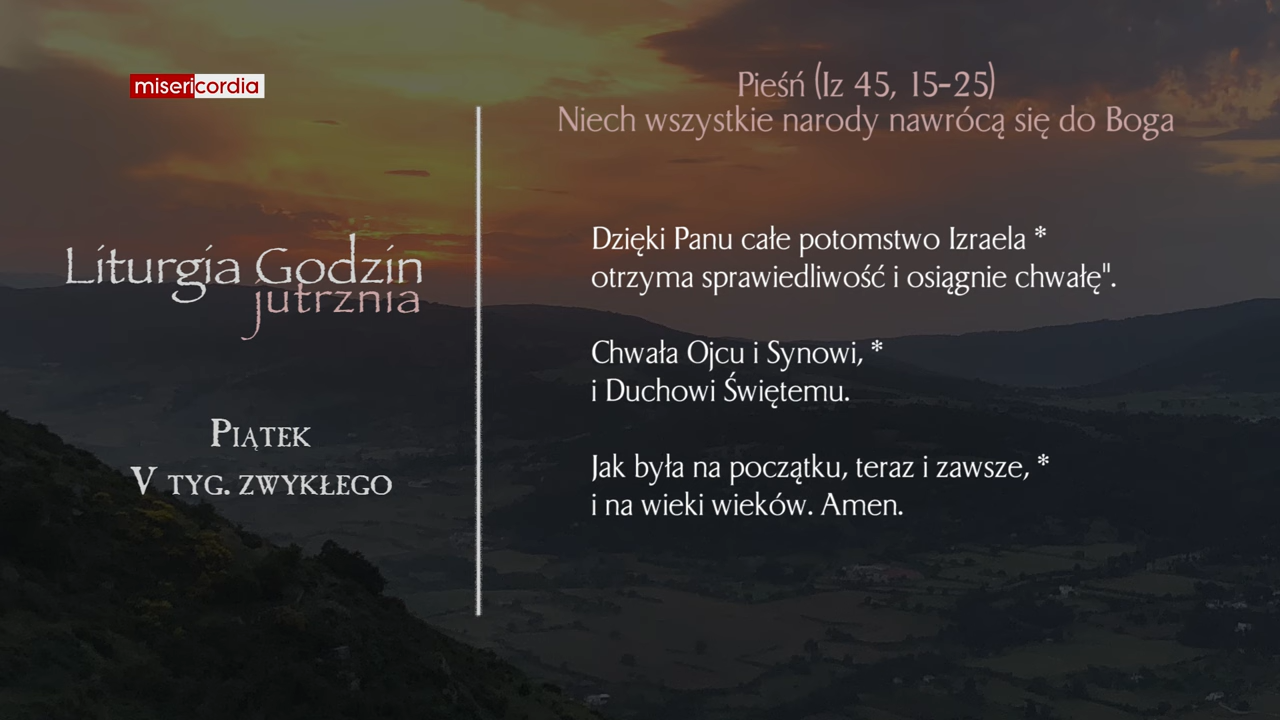 misericordia
Liturgia Godzin
jutrznia
Piątek
V tyg. zwykłego
Pieśń (Iz 45, 15-25)
Niech wszystkie narody nawrócą się do Boga
Dzięki Panu całe potomstwo Izraela *
otrzyma sprawiedliwość i osiągnie chwałę".
Chwała Ojcu i Synowi, *
i Duchowi Świętemu.
Jak była na początku, teraz i zawsze, *
i na wieki wieków. Amen.